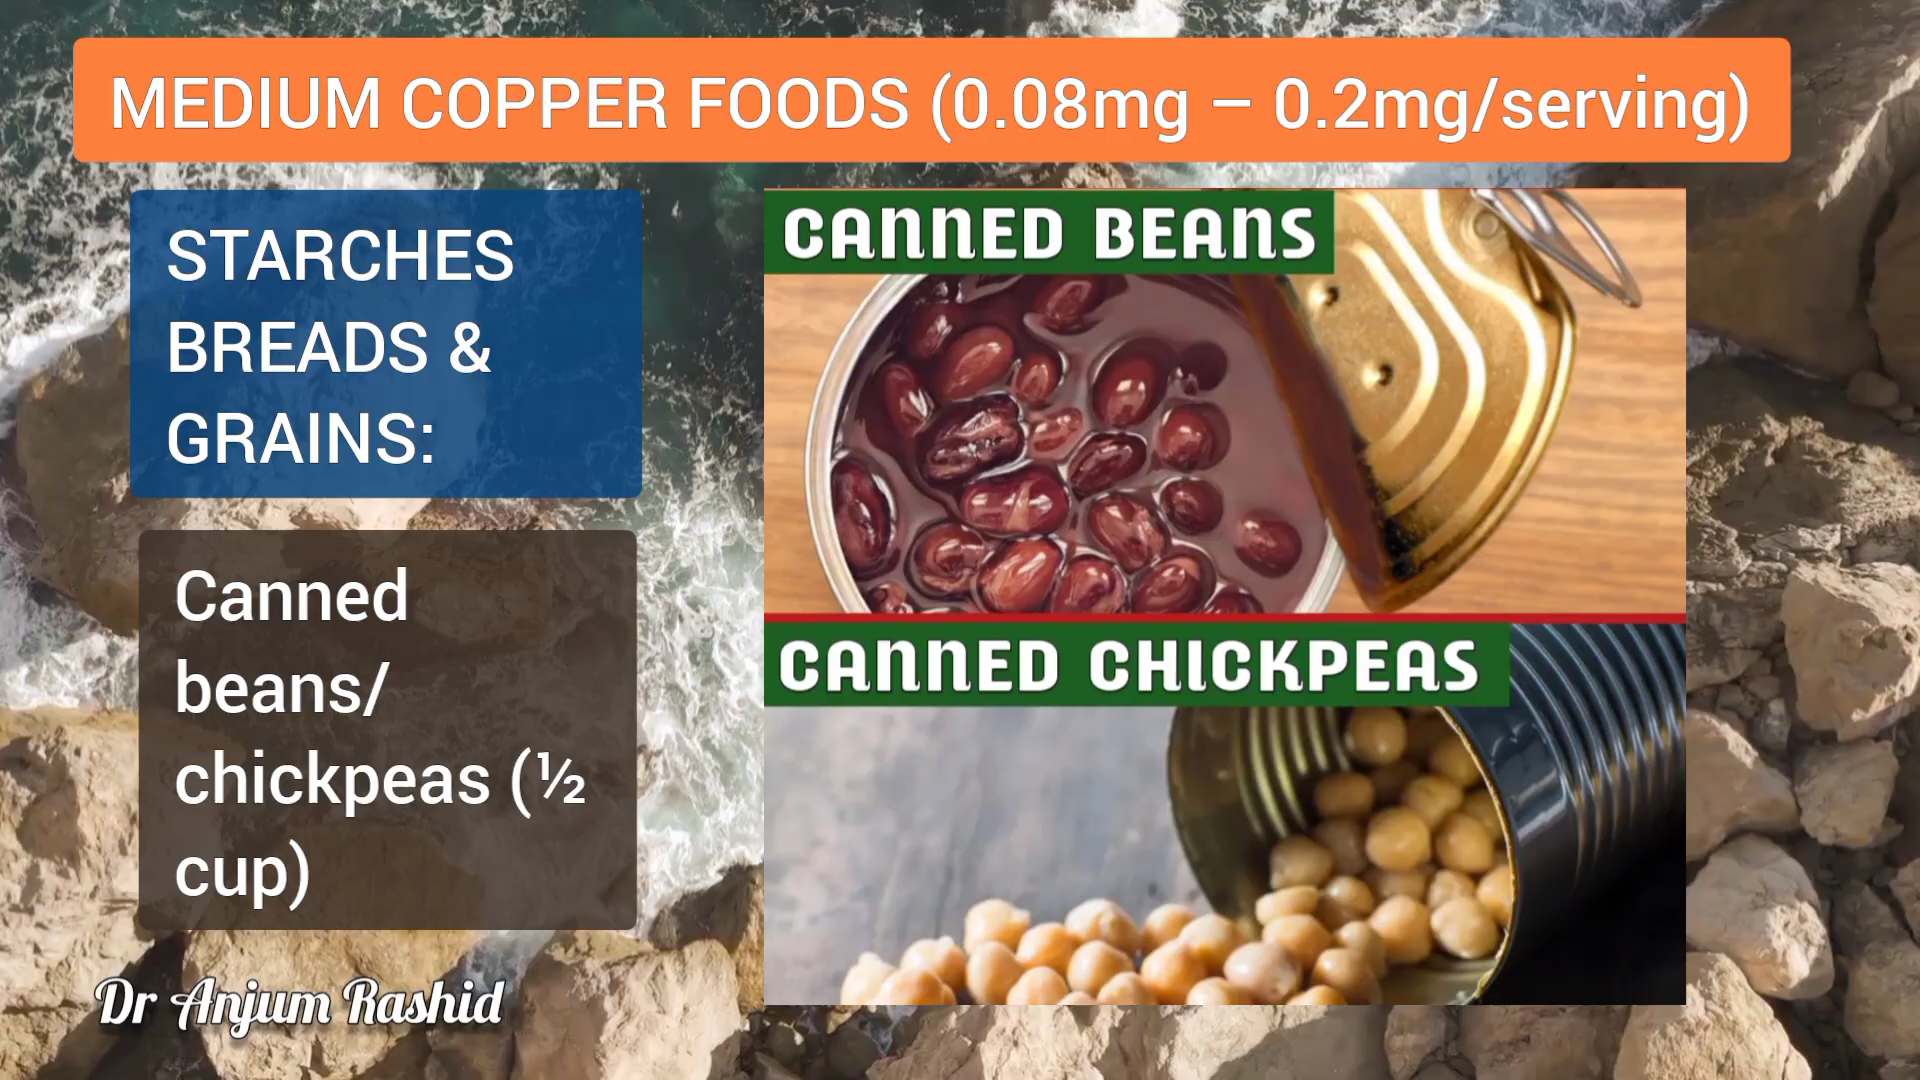 MEDIUM COPPER FOODS (0.08mg – 0.2mg/serving)
STARCHES
BREADS &
GRAINS:
Canned
beans/
chickpeas (½
cup)
CANNED BEANS
CANNED CHICKPEAS
Dr Anjum Rashid